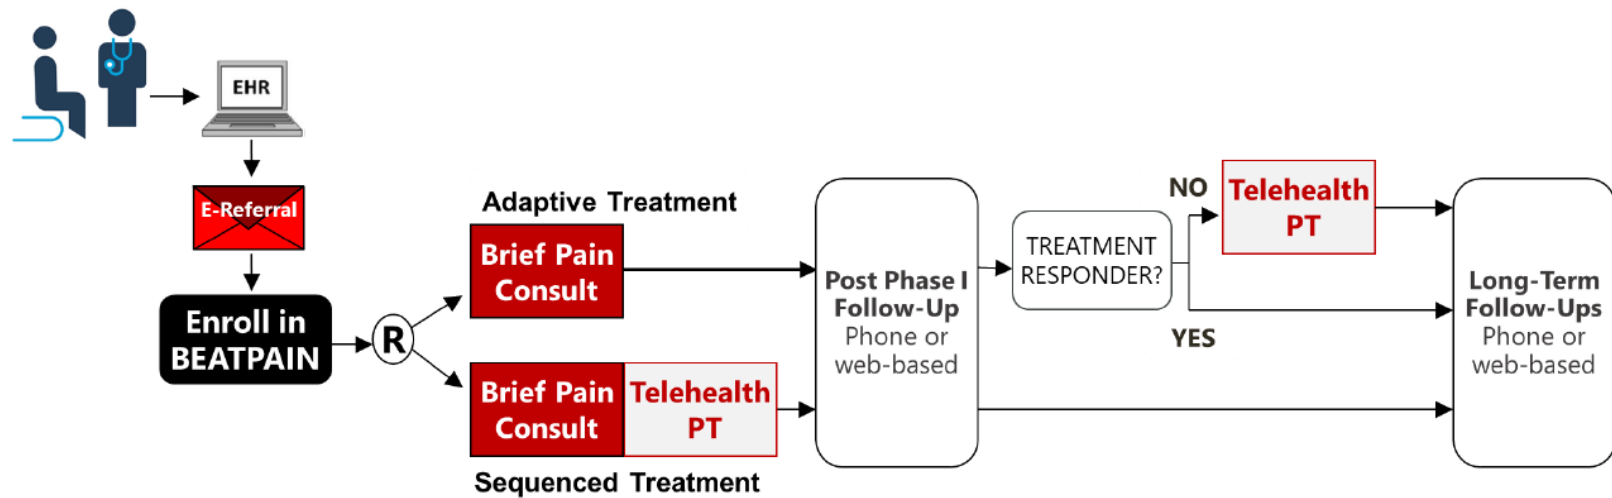 EHR
E-Referral
Enroll in
BEATPAIN
R
Adaptive Treatment
Brief Pain
Consult
Brief Pain
Consult
Telehealth
PT
Sequenced Treatment
Post Phase I
Follow-Up
Phone or
web-based
TREATMENT
RESPONDER?
NO
YES
Telehealth
PT
Long-Term
Follow-Ups
Phone or
web-based